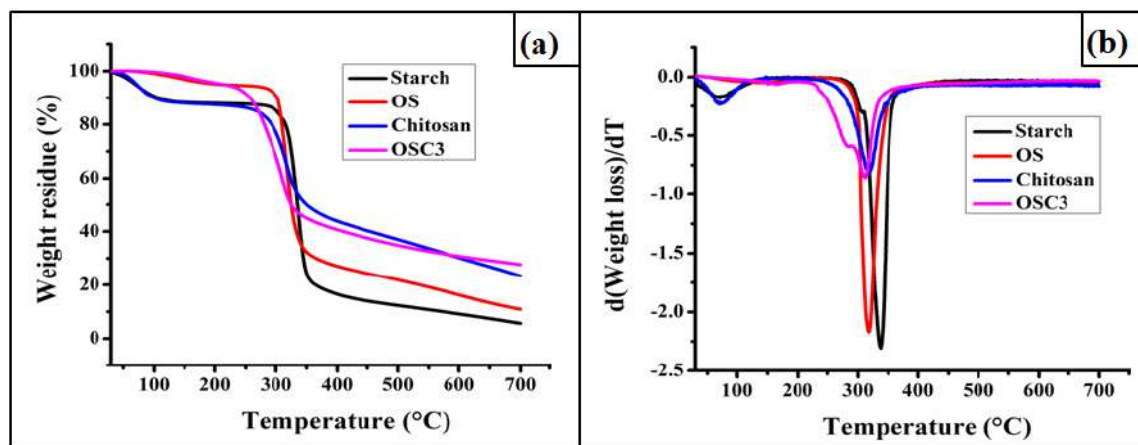 (a)
Weight residue (%)
100
80
60
40
20
0
Starch
OS
Chitosan
OSC3
100
200
300
400
500
600
700
Temperature (°C)
(b)
d(Weight loss)/dT
0.0
-0.5
-1.0
-1.5
-2.0
-2.5
Starch
OS
Chitosan
OSC3
100
200
300
400
500
600
700
Temperature (°C)